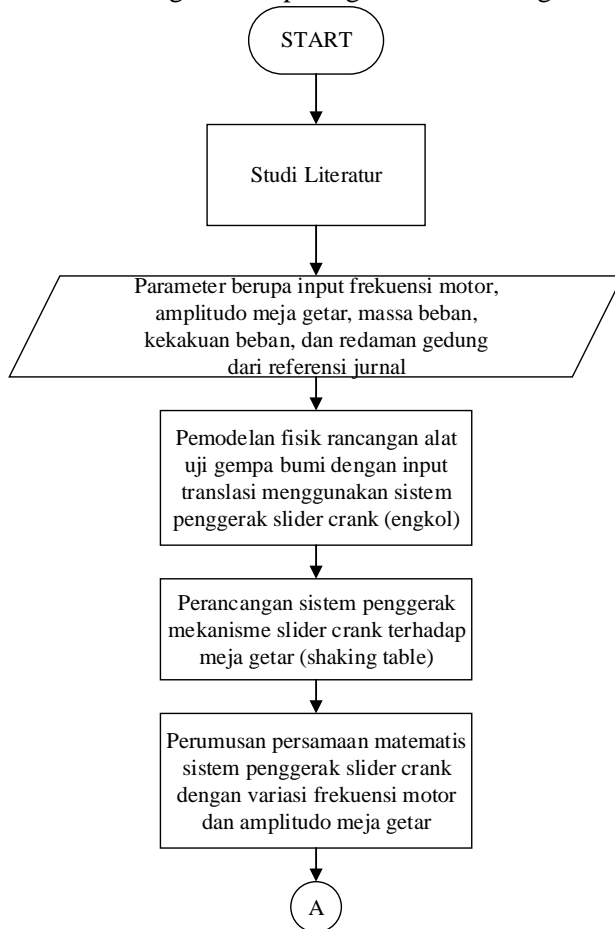 START
Studi Literatur
Parameter berupa input frekuensi motor,
amplitudo meja getar, massa beban,
kekakuan beban, dan redaman gedung
dari referensi jurnal
Pemodelan fisik rancangan alat
uji gempa bumi dengan input
translasi menggunakan sistem
penggerak slider crank (engkol)
Perancangan sistem penggerak
mekanisme slider crank terhadap
meja getar (shaking table)
Perumusan persamaan matematis
sistem penggerak slider crank
dengan variasi frekuensi motor
dan amplitudo meja getar
A